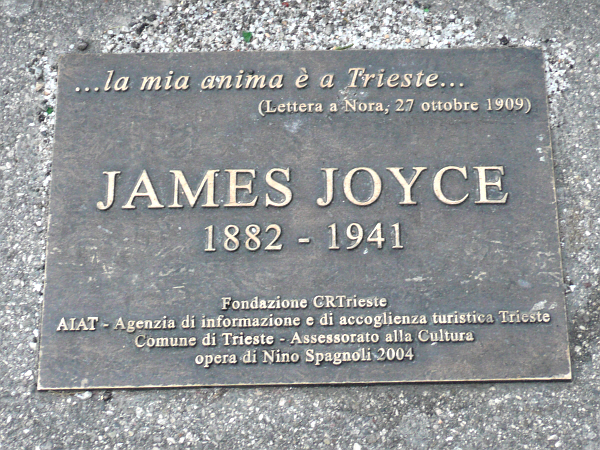 ...la mia anima è a Trieste...
(Lettera a Nora, 27 ottobre 1909)
JAMES JOYCE
1882 - 1941
Fondazione CRTrieste
AIAT - Agenzia di informazione e di accoglienza turistica Trieste
Comune di Trieste - Assessorato alla Cultura
opera di Nino Spagnoli 2004